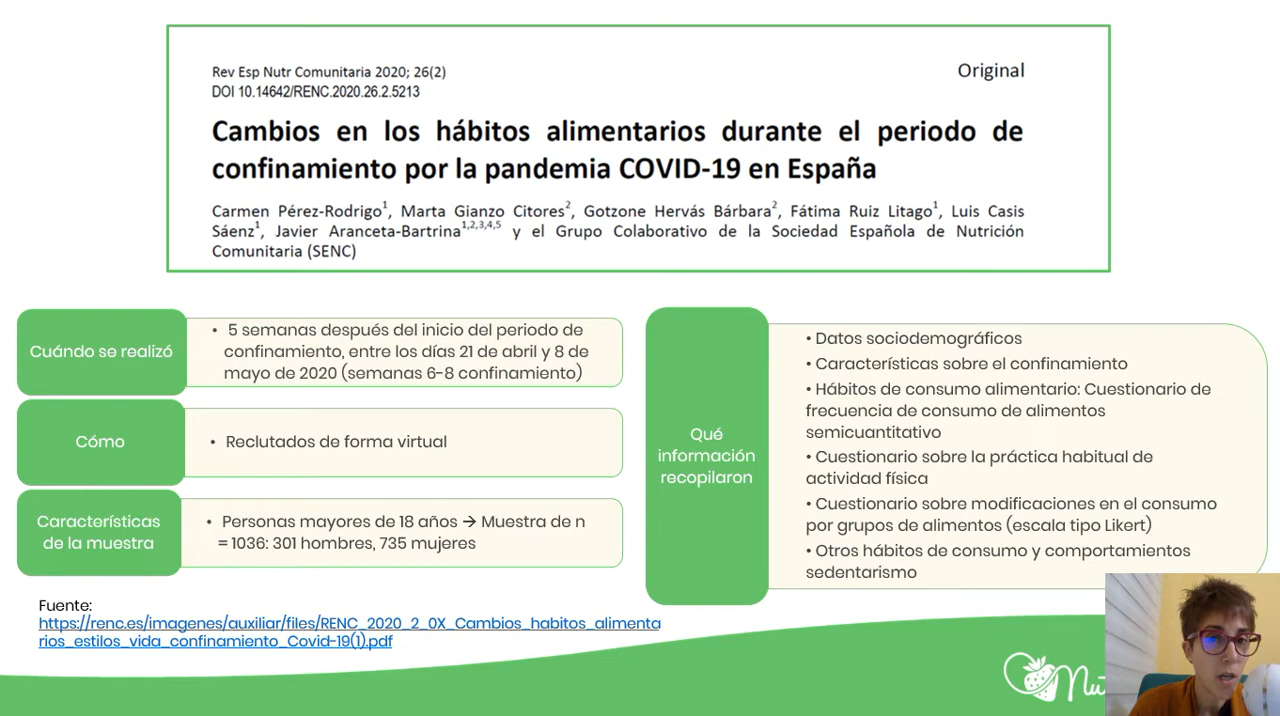 Rev Esp Nutr Comunitaria 2020; 26(2)
Original
DOI 10.14642/RENC.2020.26.2.5213
Cambios en los hábitos alimentarios durante el periodo de
confinamiento por la pandemia COVID-19 en España
Carmen Pérez-Rodrigo1, Marta Gianzo Citores2, Gotzone Hervás Bárbara2, Fátima Ruiz Litago1, Luis Casis
Sáenz1, Javier Aranceta-Bartrina1,2,3,4,5 y el Grupo Colaborativo de la Sociedad Española de Nutrición
Comunitaria (SENC)
Cuándo se realizó
• 5 semanas después del inicio del periodo de
confinamiento, entre los días 21 de abril y 8 de
mayo de 2020 (semanas 6-8 confinamiento)
Cómo
• Reclutados de forma virtual
Características
de la muestra
• Personas mayores de 18 años → Muestra de n
= 1036: 301 hombres, 735 mujeres
Qué
información
recopilaron
• Datos sociodemográficos
• Características sobre el confinamiento
• Hábitos de consumo alimentario: Cuestionario de
frecuencia de consumo de alimentos
semicuantitativo
• Cuestionario sobre la práctica habitual de
actividad física
• Cuestionario sobre modificaciones en el consumo
por grupos de alimentos (escala tipo Likert)
• Otros hábitos de consumo y comportamientos
sedentarismo
Fuente:
https://renc.es/imagenes/auxiliar/files/RENC_2020_2_0X_Cambios_habitos_alimenta
rios_estilos_vida_confinamiento_Covid-19(1).pdf